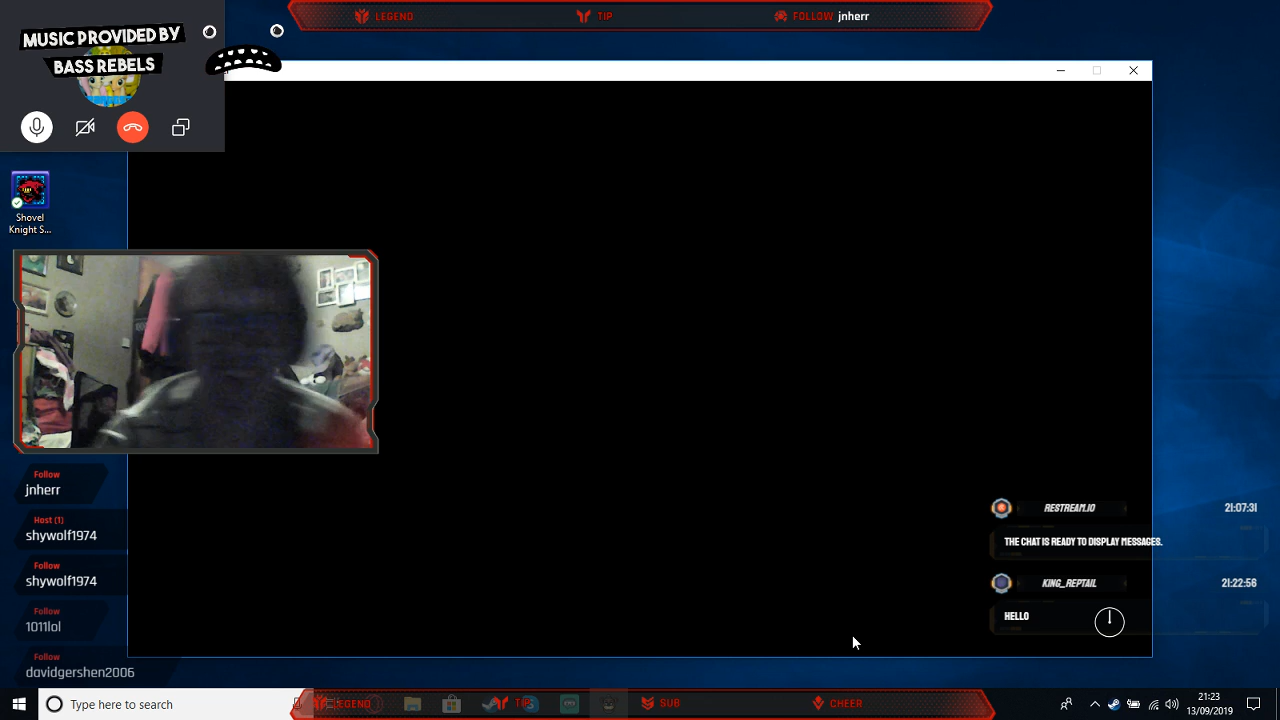 LEGEND
TIP
FOLLOW jnherr
MUSIC PROVIDED BY
BASS REBELS
Shovel
Knight S...
Follow
jnherr
Host (1)
shywolf1974
Follow
shywolf1974
Follow
1011lol
Follow
davidgershen2006
RESTREAM.IO
21:07:31
THE CHAT IS READY TO DISPLAY MESSAGES.
KING_REPTAIL
21:22:56
HELLO
Type here to search
LEGEND
TIP
SUB
CHEER
21:23
13/09/2019